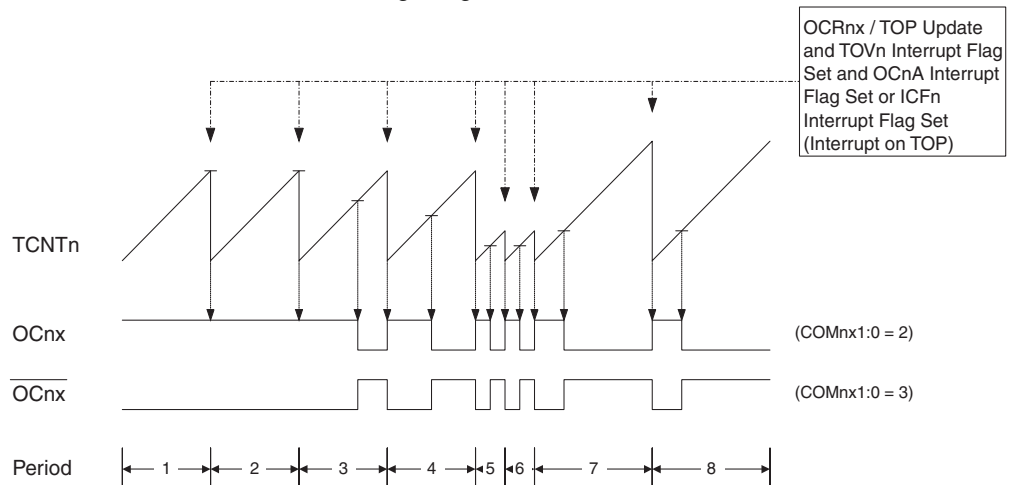 OCRnx / TOP Update
and TOVn Interrupt Flag
Set and OCnA Interrupt
Flag Set or ICFn
Interrupt Flag Set
(Interrupt on TOP)
TCNTn
OCnx
(COMnx1:0 = 2)
OCnx
(COMnx1:0 = 3)
Period
1 2 3 4 5 6 7 8